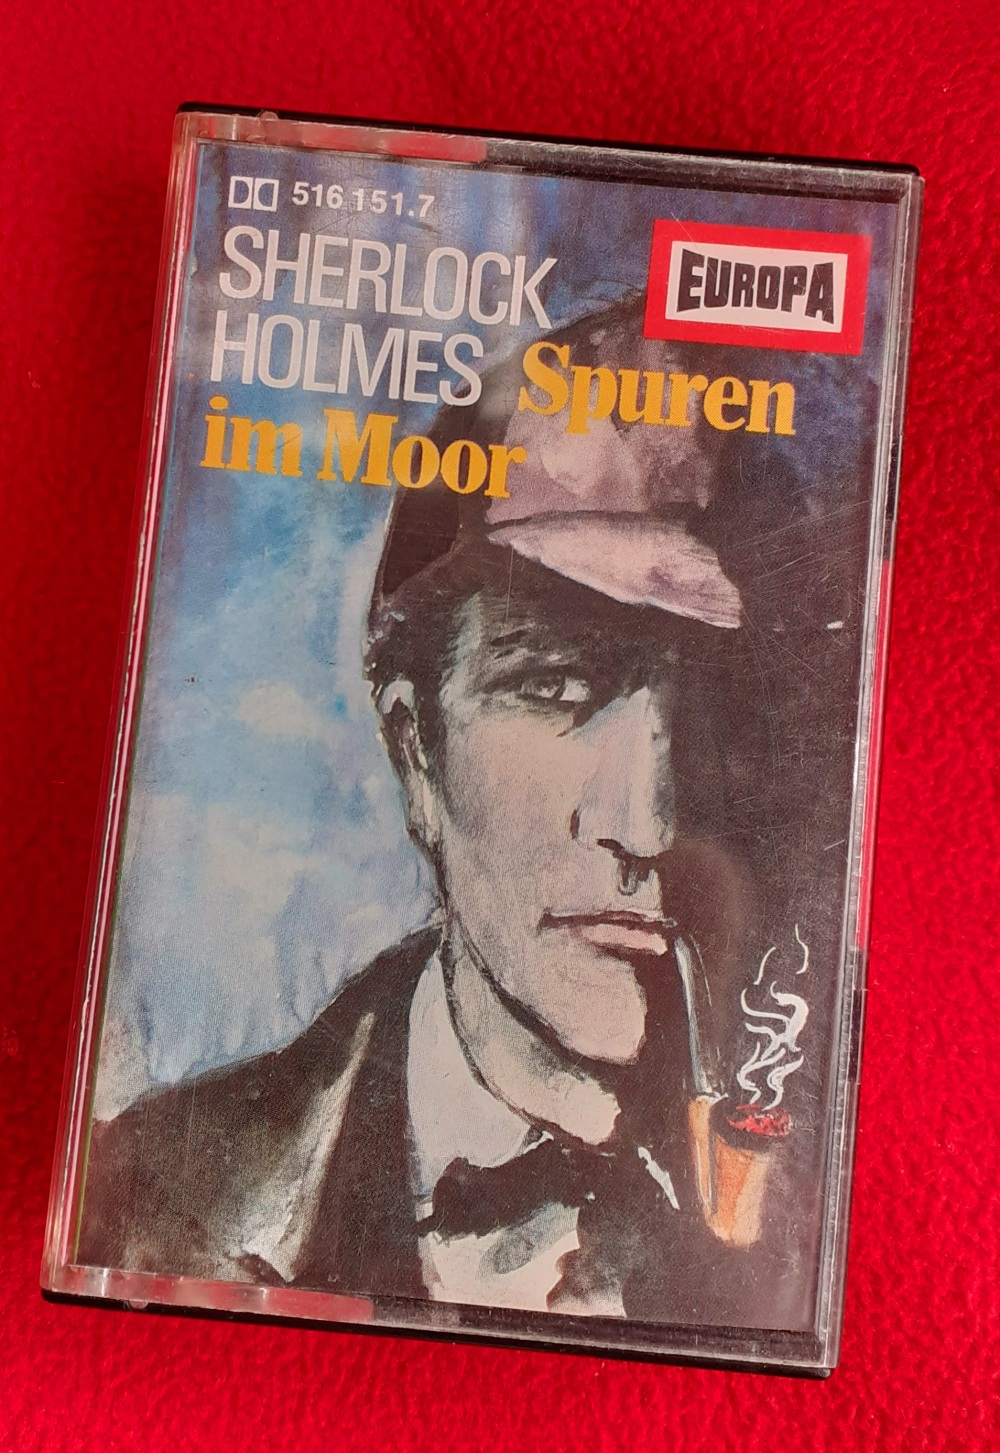 516 151.7
EUROPA
SHERLOCK
HOLMES Spuren
im Moor